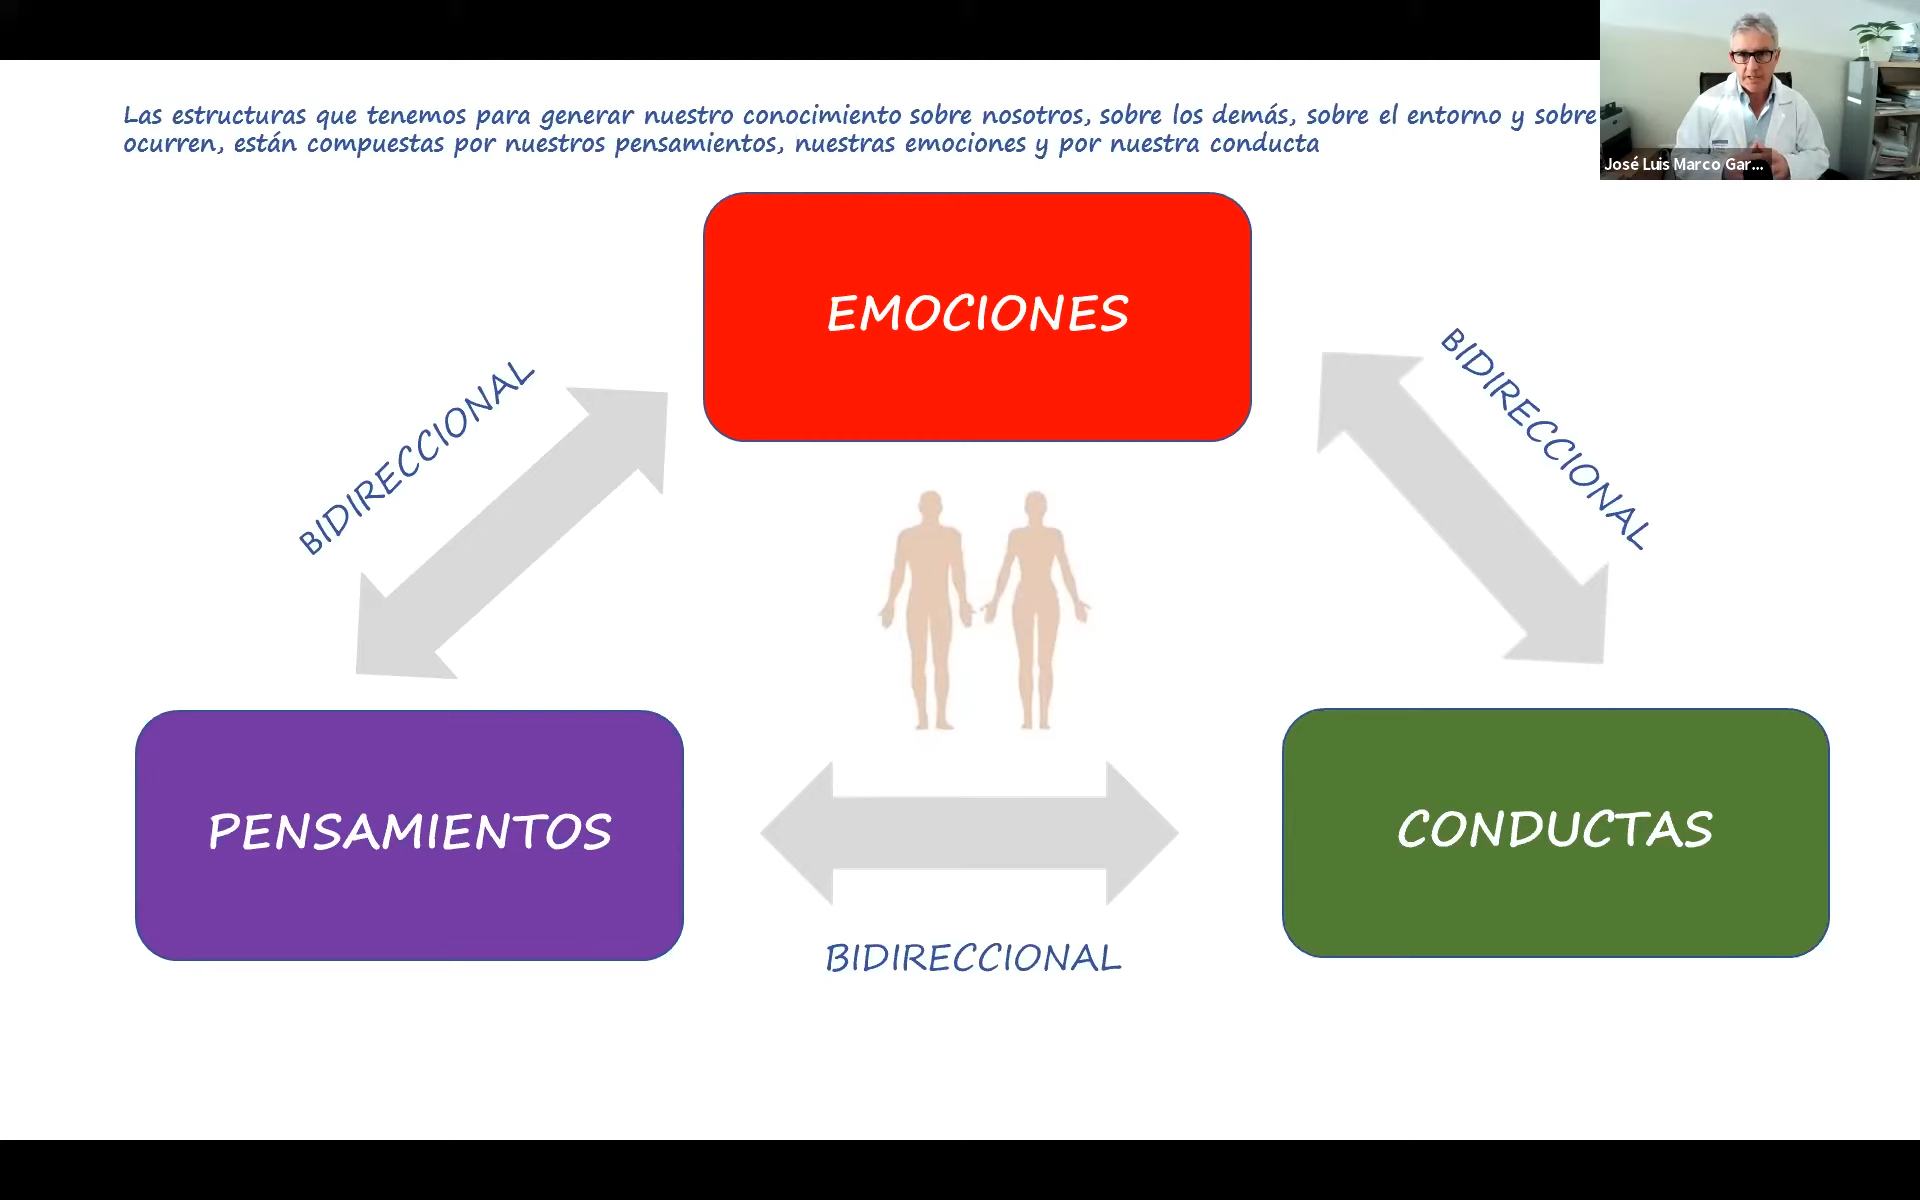 Las estructuras que tenemos para generar nuestro conocimiento sobre nosotros, sobre los demás, sobre el entorno y sobre
ocurren, están compuestas por nuestros pensamientos, nuestras emociones y por nuestra conducta
José Luis Marco Gar...
EMOCIONES
BIDIRECCIONAL
BIDIRECCIONAL
PENSAMIENTOS
CONDUCTAS
BIDIRECCIONAL